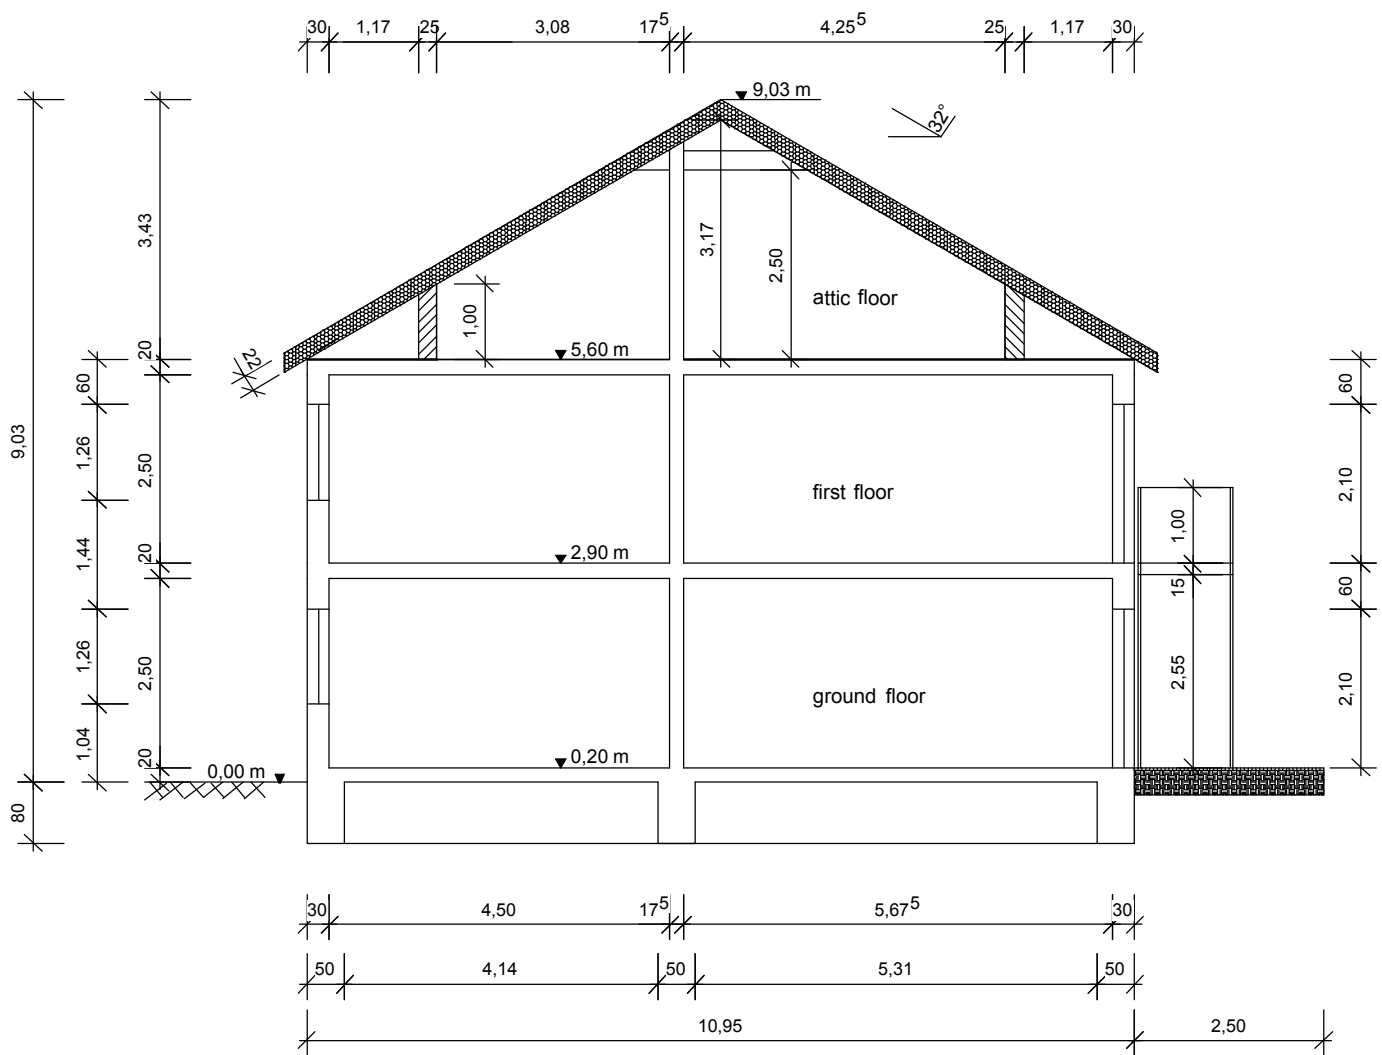 30 1,17 25 3,08 17⁵ 4,25⁵ 25 1,17 30
9,03 m
32°
3,43
3,17
2,50
attic floor
1,00
5,60 m
20
22
60
60
9,03
1,26
2,50
2,10
first floor
1,00
1,44
20
2,90 m
15
60
1,26
2,50
2,55
2,10
ground floor
1,04
20
0,20 m
0,00 m
80
30 4,50 17⁵ 5,67⁵ 30
50 4,14 50 5,31 50
10,95 2,50